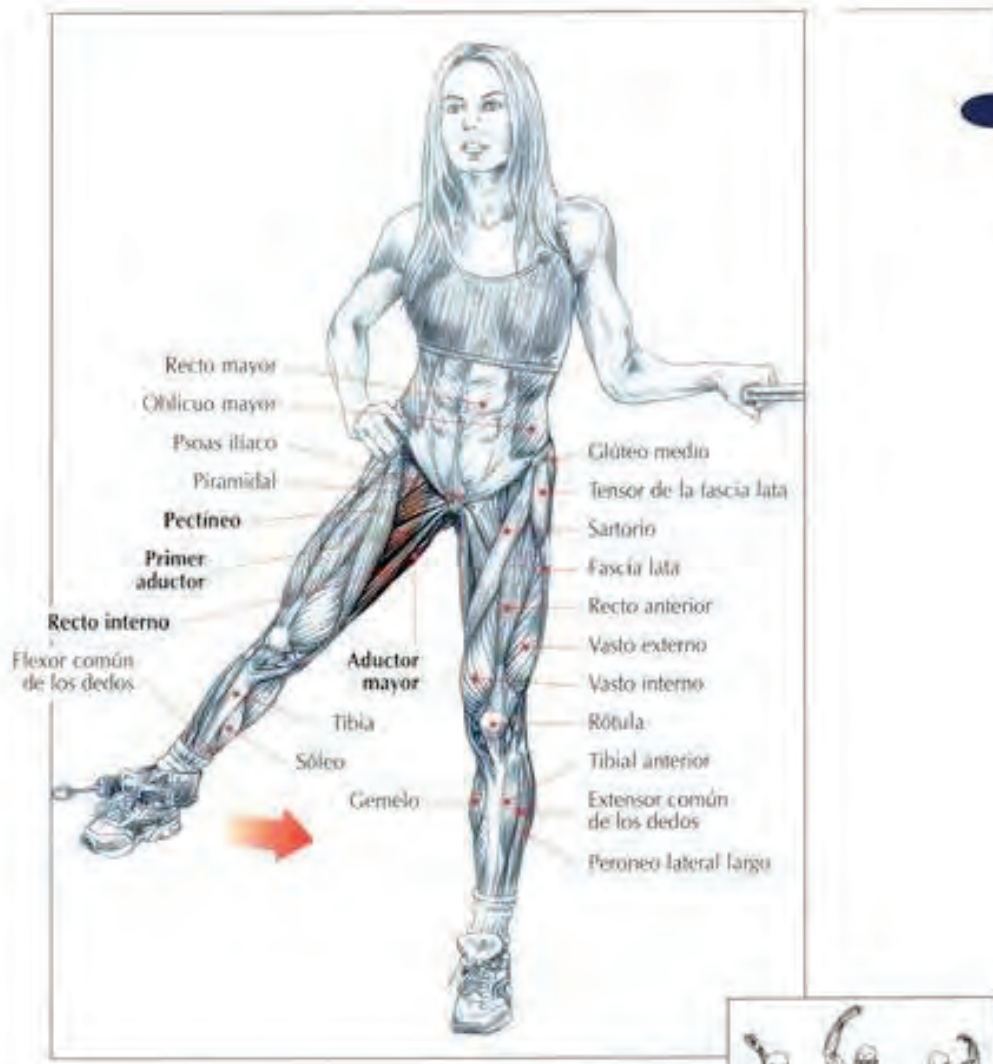 Recto mayor
Oblicuo mayor
Psoas ilíaco
Piramidal
Pectíneo
Primer
aductor
Recto interno
Flexor común
de los dedos
Aductor
mayor
Tibia
Sóleo
Gemelo
Glúteo medio
Tensor de la fascia lata
Sartorio
Fascia lata
Recto anterior
Vasto externo
Vasto interno
Rótula
Tibial anterior
Extensor común
de los dedos
Peroneo lateral largo